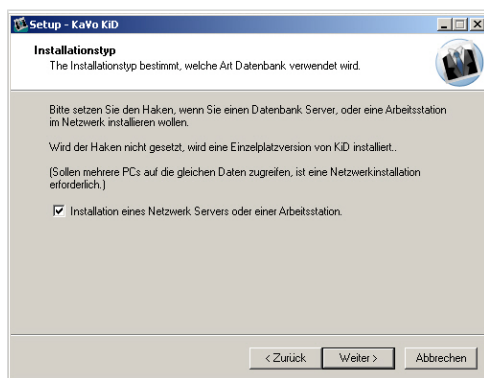 Setup - KaVo KiD
Installationstyp
The Installationstyp bestimmt, welche Art Datenbank verwendet wird.
Bitte setzen Sie den Haken, wenn Sie einen Datenbank Server, oder eine Arbeitsstation
im Netzwerk installieren wollen.
Wird der Haken nicht gesetzt, wird eine Einzelplatzversion von KiD installiert..
(Sollen mehrere PCs auf die gleichen Daten zugreifen, ist eine Netzwerkinstallation
erforderlich.)
Installation eines Netzwerk Servers oder einer Arbeitsstation.
< Zurück Weiter > Abbrechen